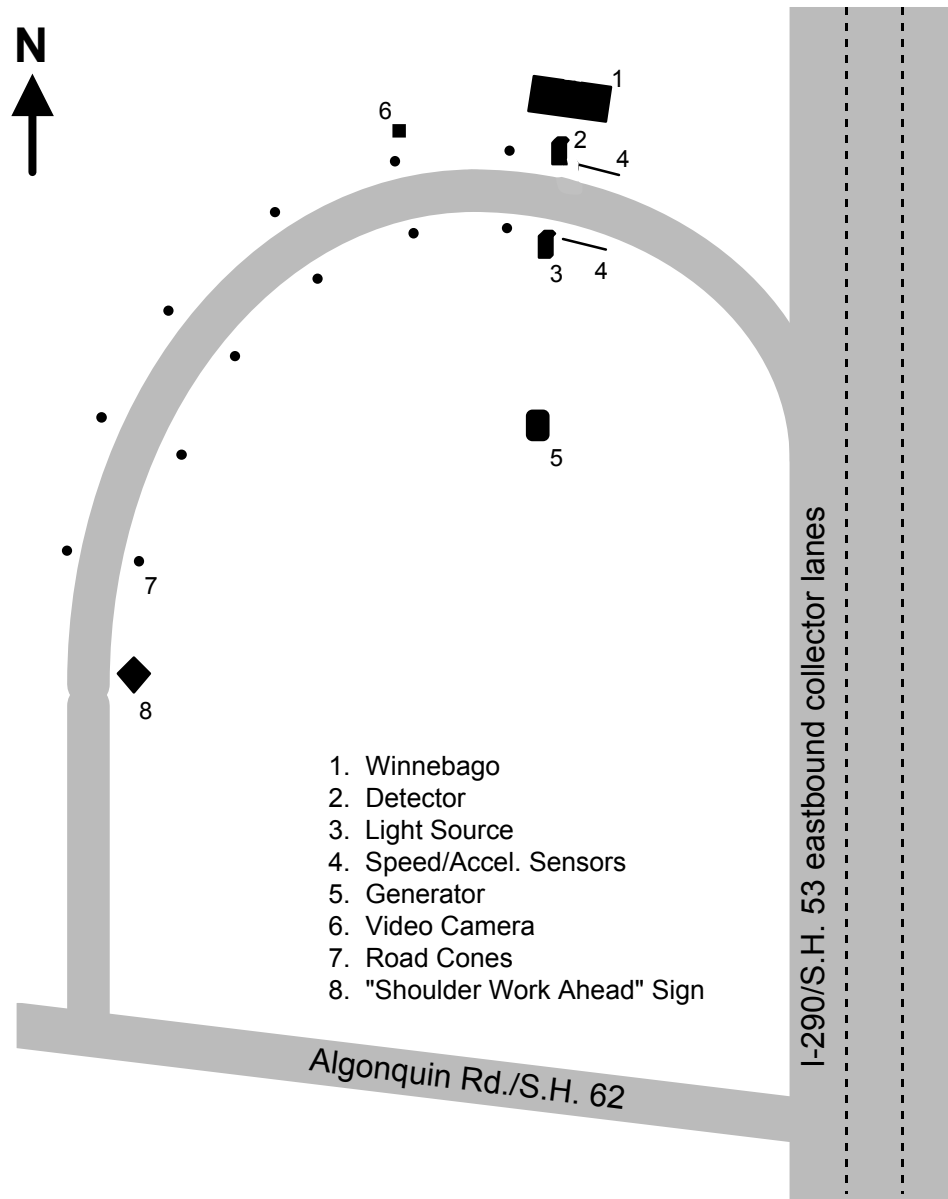 N
1
6
2
4
3
4
5
7
8
1. Winnebago
2. Detector
3. Light Source
4. Speed/Accel. Sensors
5. Generator
6. Video Camera
7. Road Cones
8. "Shoulder Work Ahead" Sign
I-290/S.H. 53 eastbound collector lanes
Algonquin Rd./S.H. 62